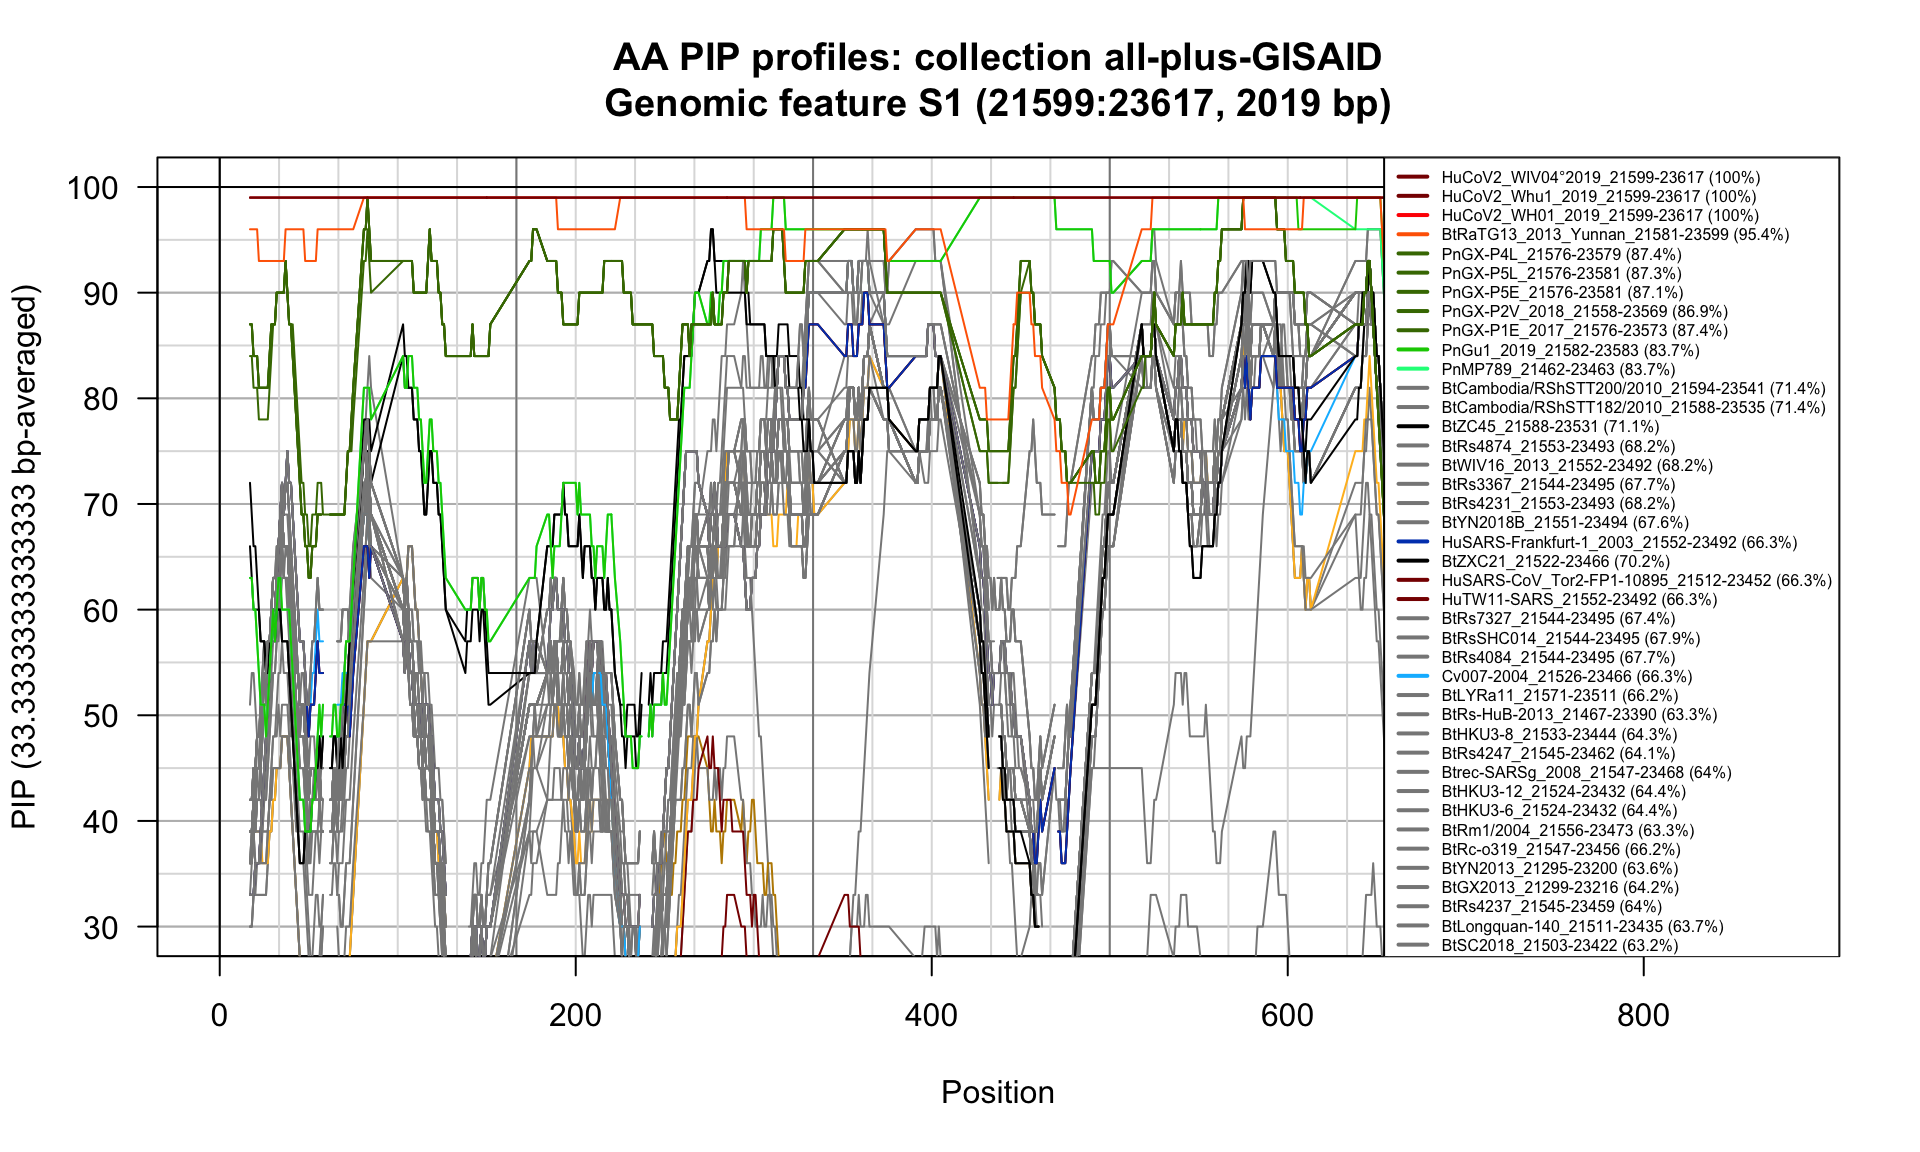 AA PIP profiles: collection all-plus-GISAID
Genomic feature S1 (21599:23617, 2019 bp)
PIP (33.3333333333333 bp-averaged)
100
90
80
70
60
50
40
30
HuCoV2_WIV04°2019_21599-23617 (100%)
HuCoV2_Whu1_2019_21599-23617 (100%)
HuCoV2_WH01_2019_21599-23617 (100%)
BtRaTG13_2013_Yunnan_21581-23599 (95.4%)
PnGX-P4L_21576-23579 (87.4%)
PnGX-P5L_21576-23581 (87.3%)
PnGX-P5E_21576-23581 (87.1%)
PnGX-P2V_2018_21558-23569 (86.9%)
PnGX-P1E_2017_21576-23573 (87.4%)
PnGu1_2019_21582-23583 (83.7%)
PnMP789_21462-23463 (83.7%)
BtCambodia/RShSTT200/2010_21594-23541 (71.4%)
BtCambodia/RShSTT182/2010_21588-23535 (71.4%)
BtZC45_21588-23531 (71.1%)
BtRs4874_21553-23493 (68.2%)
BtWIV16_2013_21552-23492 (68.2%)
BtRs3367_21544-23495 (67.7%)
BtRs4231_21553-23493 (68.2%)
BtYN2018B_21551-23494 (67.6%)
HuSARS-Frankfurt-1_2003_21552-23492 (66.3%)
BtZXC21_21522-23466 (70.2%)
HuSARS-CoV_Tor2-FP1-10895_21512-23452 (66.3%)
HuTW11-SARS_21552-23492 (66.3%)
BtRs7327_21544-23495 (67.4%)
BtRsSHC014_21544-23495 (67.9%)
BtRs4084_21544-23495 (67.7%)
Cv007-2004_21526-23466 (66.3%)
BtLYRa11_21571-23511 (66.2%)
BtRs-HuB-2013_21467-23390 (63.3%)
BtHKU3-8_21533-23444 (64.3%)
BtRs4247_21545-23462 (64.1%)
Btrec-SARSg_2008_21547-23468 (64%)
BtHKU3-12_21524-23432 (64.4%)
BtHKU3-6_21524-23432 (64.4%)
BtRm1/2004_21556-23473 (63.3%)
BtRc-o319_21547-23456 (66.2%)
BtYN2013_21295-23200 (63.6%)
BtGX2013_21299-23216 (64.2%)
BtRs4237_21545-23459 (64%)
BtLongquan-140_21511-23435 (63.7%)
BtSC2018_21503-23422 (63.2%)
0
200
400
600
800
Position